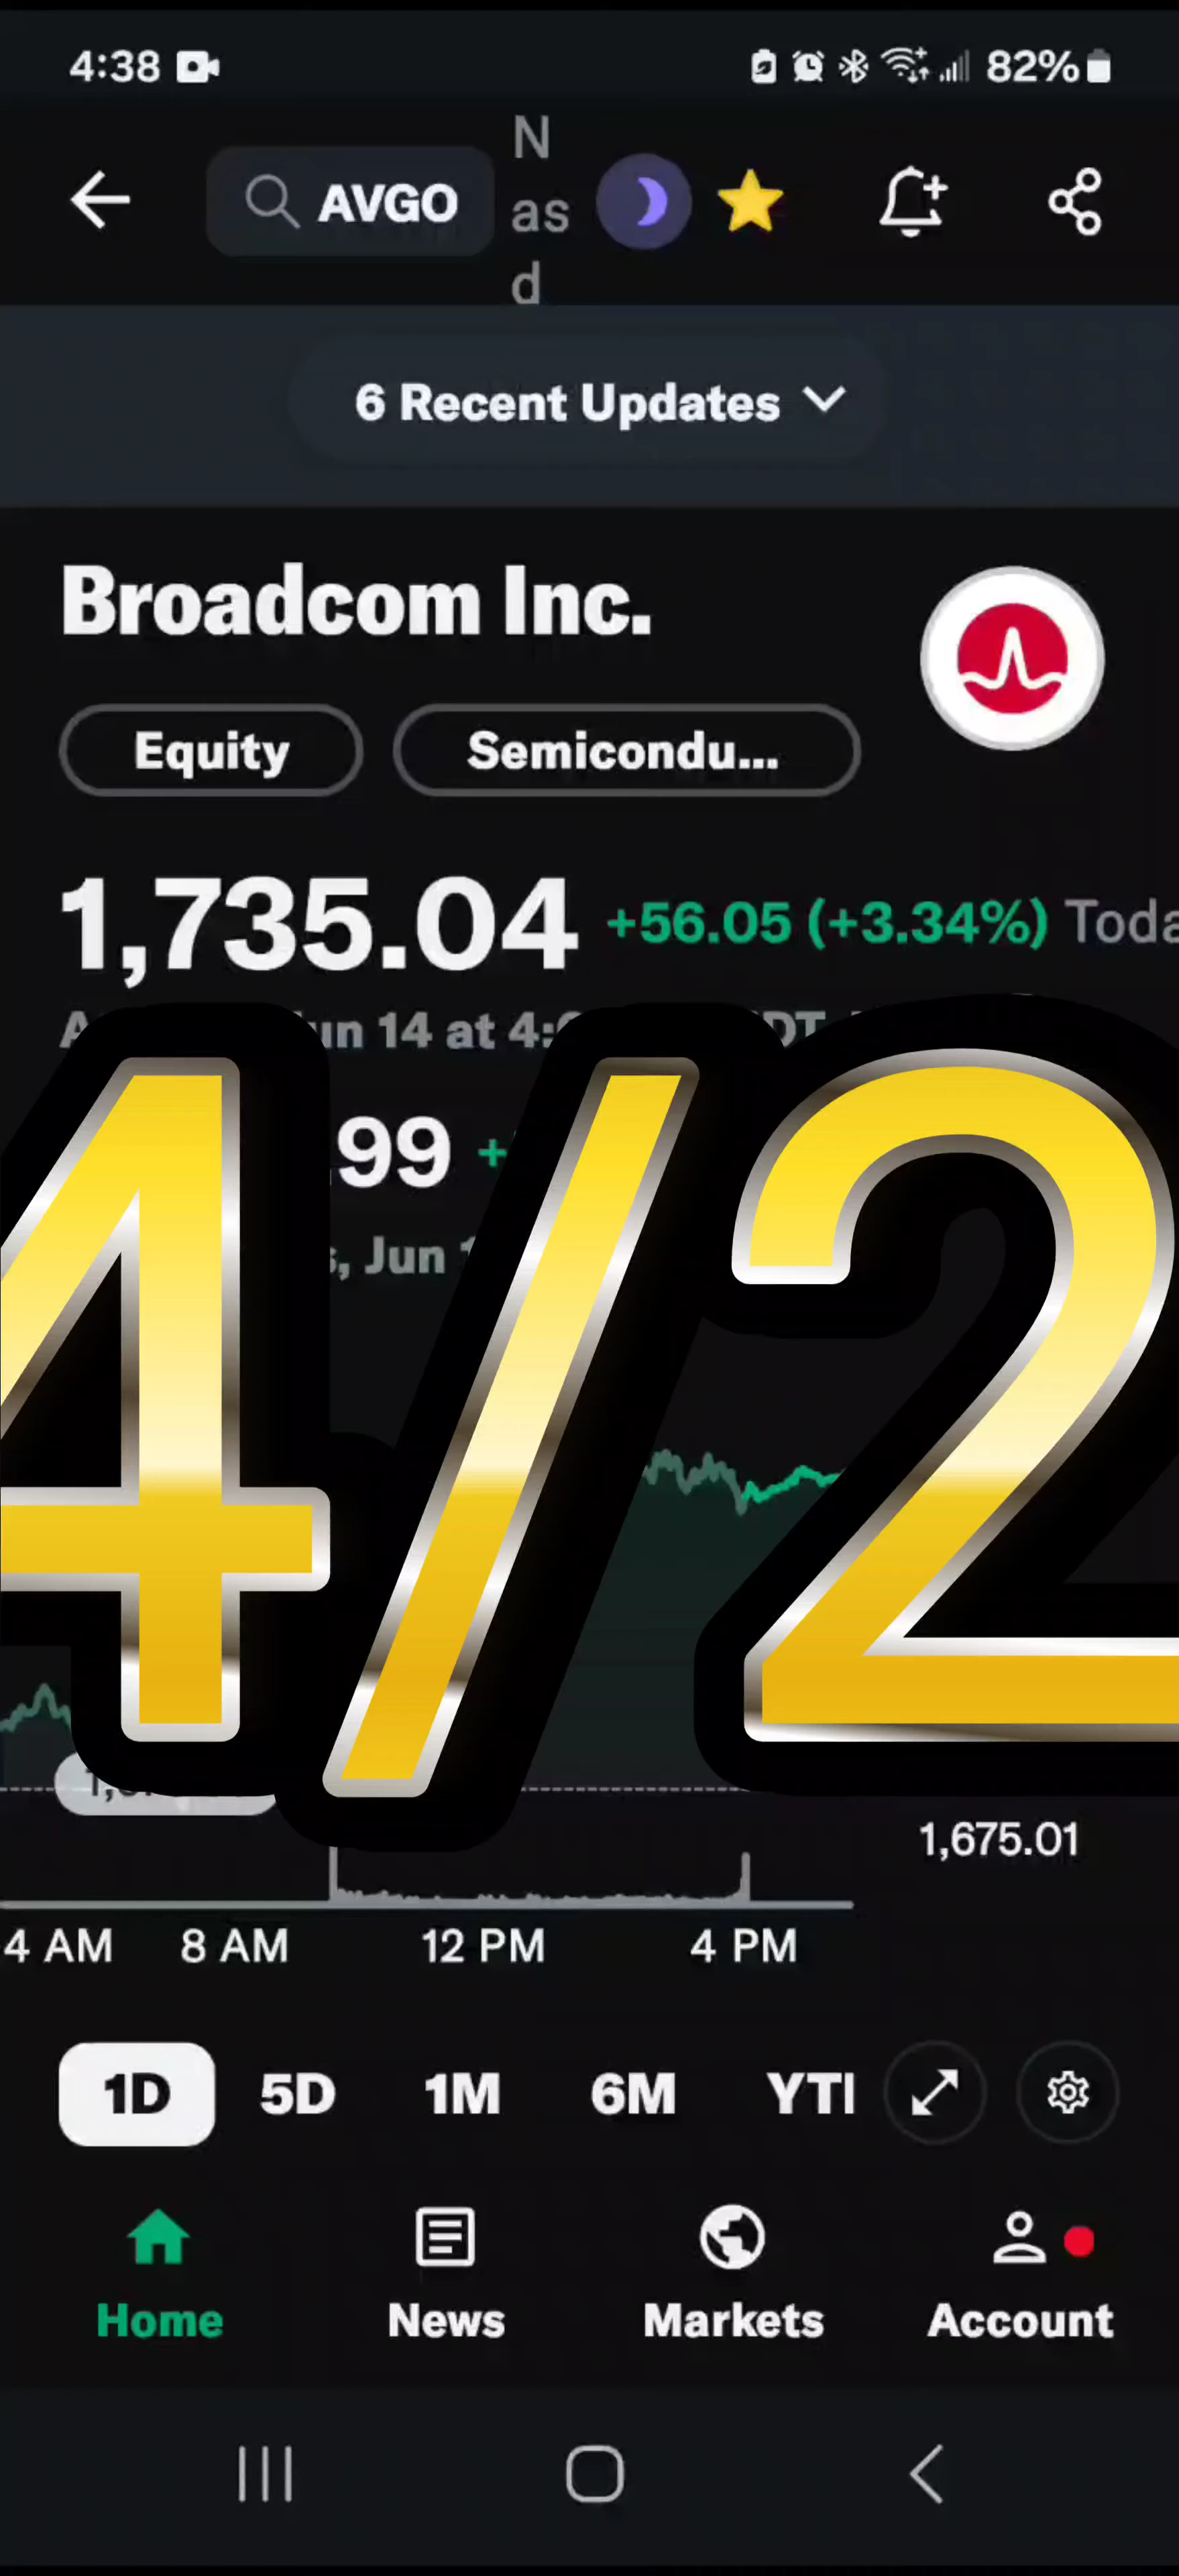 4:38 82%
AVGO
N
as
d
6 Recent Updates
Broadcom Inc.
Equity Semicondu...
1,735.04 +56.05 (+3.34%) Toda
un 14 at 4:
99 +
, Jun
4/2
1,675.01
4 AM 8 AM 12 PM 4 PM
1D 5D 1M 6M
Home News Markets Account